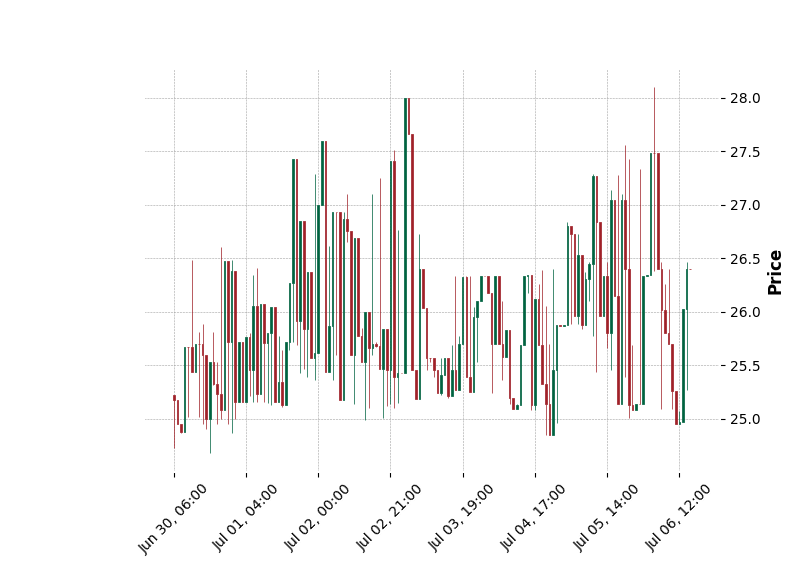 28.0
27.5
27.0
26.5
26.0
25.5
25.0
Price
Jun 30, 06:00
Jul 01, 04:00
Jul 02, 00:00
Jul 02, 21:00
Jul 03, 19:00
Jul 04, 17:00
Jul 05, 14:00
Jul 06, 12:00